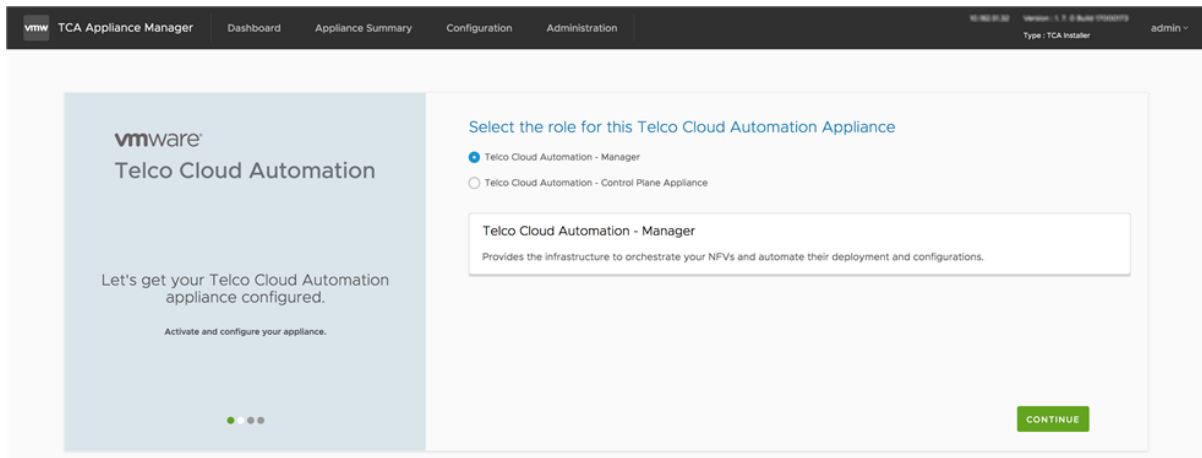 vmw TCA Appliance Manager Dashboard Appliance Summary Configuration Administration admin
Type : TCA Installer
vmware
Telco Cloud Automation
Let's get your Telco Cloud Automation
appliance configured.
Activate and configure your appliance.
Select the role for this Telco Cloud Automation Appliance
Telco Cloud Automation - Manager
Telco Cloud Automation - Control Plane Appliance
Telco Cloud Automation - Manager
Provides the infrastructure to orchestrate your NFVs and automate their deployment and configurations.
CONTINUE